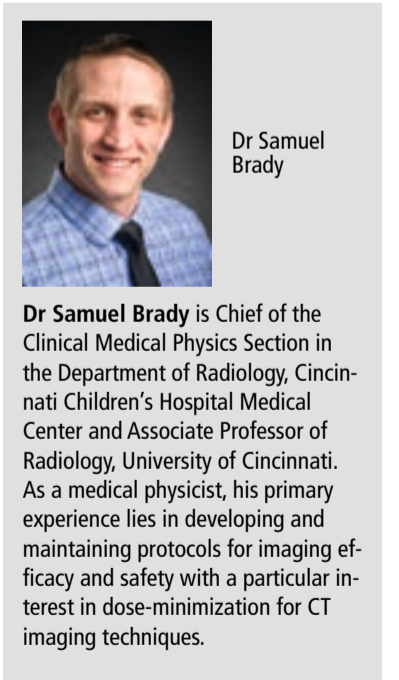 Dr Samuel
Brady
Dr Samuel Brady is Chief of the
Clinical Medical Physics Section in
the Department of Radiology, Cincin-
nati Children’s Hospital Medical
Center and Associate Professor of
Radiology, University of Cincinnati.
As a medical physicist, his primary
experience lies in developing and
maintaining protocols for imaging ef-
ficacy and safety with a particular in-
terest in dose-minimization for CT
imaging techniques.